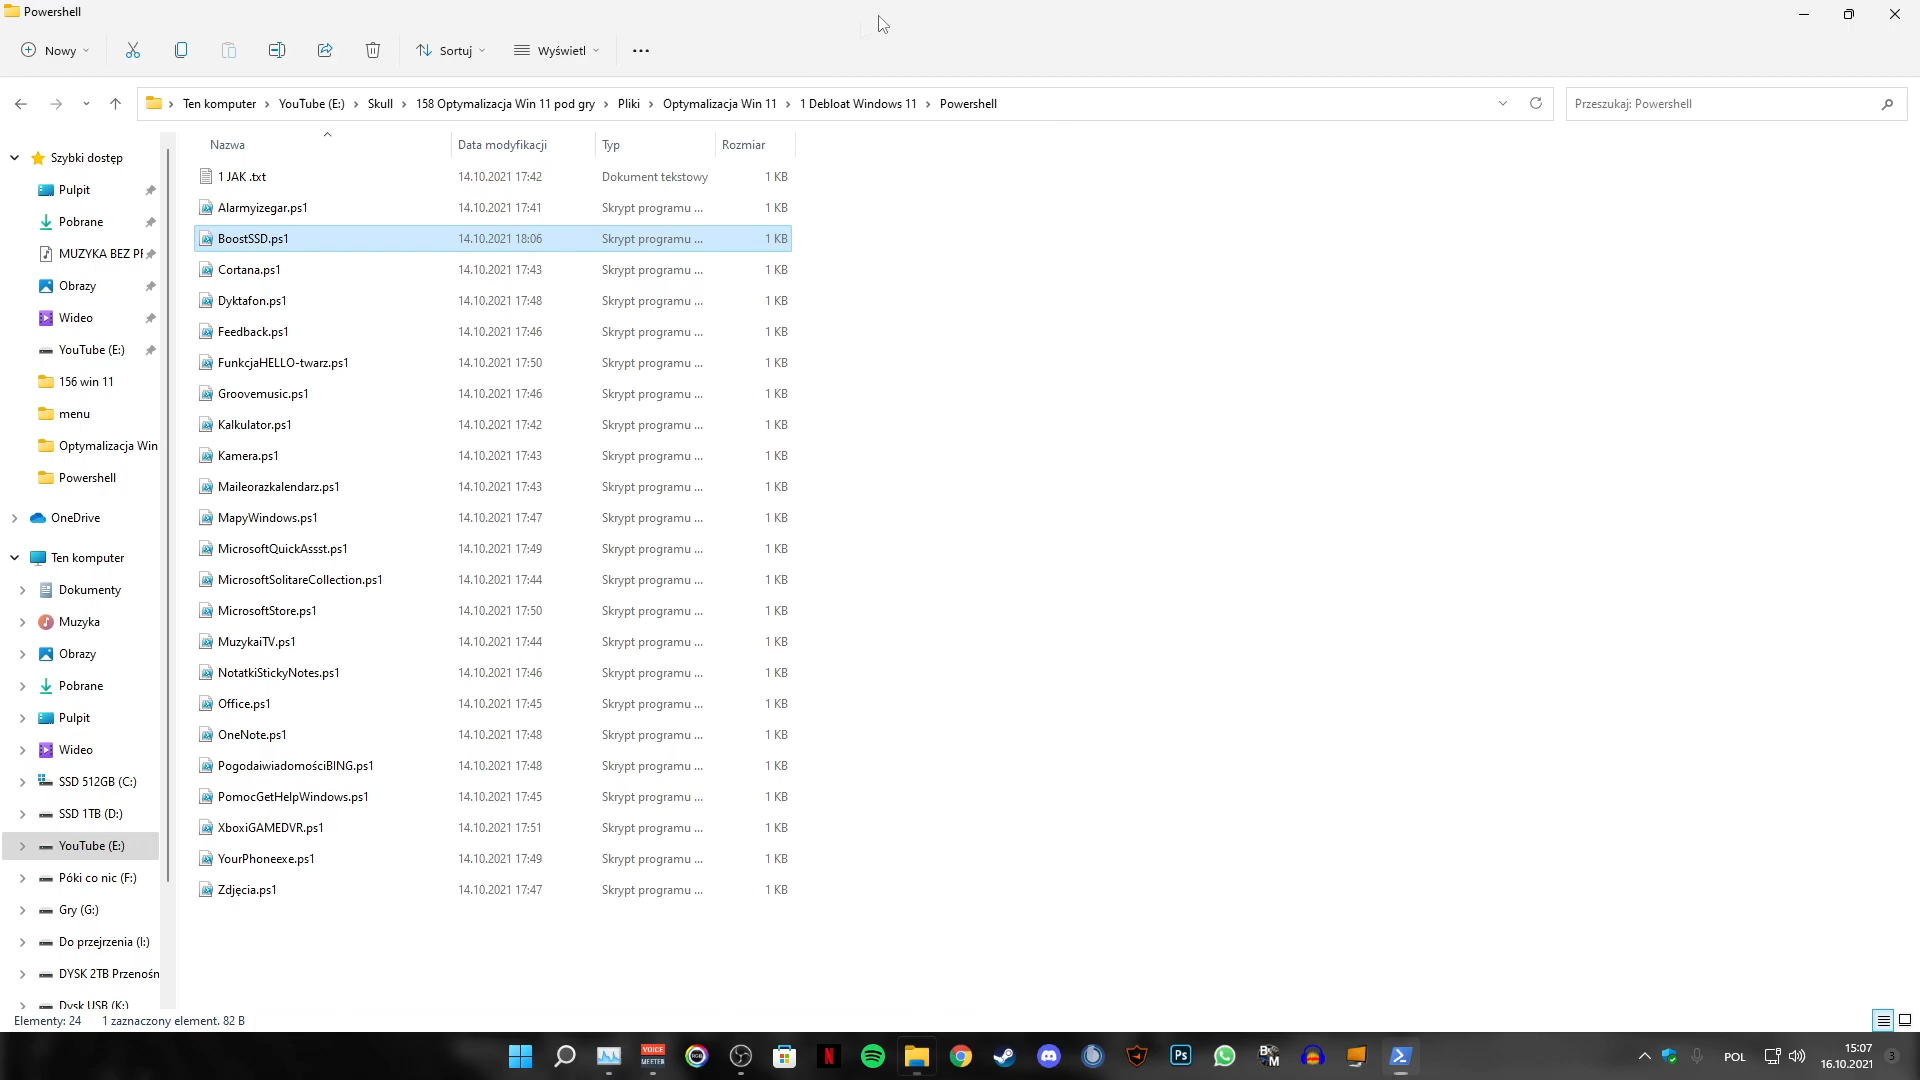 Powershell
Nowy
Sortuj
Wyświetl
Ten komputer
YouTube (E:)
Skull
158 Optymalizacja Win 11 pod gry
Pliki
Optymalizacja Win 11
1 Debloat Windows 11
Powershell
Przeszukaj: Powershell
Szybki dostęp
Pulpit
Pobrane
MUZYKA BEZ
Obrazy
Wideo
YouTube (E:)
156 win 11
menu
Optymalizacja Win
Powershell
OneDrive
Ten komputer
Dokumenty
Muzyka
Obrazy
Pobrane
Pulpit
Wideo
SSD 512GB (C:)
SSD 1TB (D:)
YouTube (E:)
Póki co nic (F:)
Gry (G:)
Do przejrzenia (I:)
DYSK 2TB Przenośn
Dysk USB (K:)
Nazwa Data modyfikacji Typ Rozmiar
1 JAK .txt 14.10.2021 17:42 Dokument tekstowy 1 KB
Alarmyizegar.ps1 14.10.2021 17:41 Skrypt programu ... 1 KB
BoostSSD.ps1 14.10.2021 18:06 Skrypt programu ... 1 KB
Cortana.ps1 14.10.2021 17:43 Skrypt programu ... 1 KB
Dyktafon.ps1 14.10.2021 17:48 Skrypt programu ... 1 KB
Feedback.ps1 14.10.2021 17:46 Skrypt programu ... 1 KB
FunkcjaHELLO-twarz.ps1 14.10.2021 17:50 Skrypt programu ... 1 KB
Groovemusic.ps1 14.10.2021 17:46 Skrypt programu ... 1 KB
Kalkulator.ps1 14.10.2021 17:42 Skrypt programu ... 1 KB
Kamera.ps1 14.10.2021 17:43 Skrypt programu ... 1 KB
Maileorazkalendarz.ps1 14.10.2021 17:43 Skrypt programu ... 1 KB
MapyWindows.ps1 14.10.2021 17:47 Skrypt programu ... 1 KB
MicrosoftQuickAssst.ps1 14.10.2021 17:49 Skrypt programu ... 1 KB
MicrosoftSolitareCollection.ps1 14.10.2021 17:44 Skrypt programu ... 1 KB
MicrosoftStore.ps1 14.10.2021 17:50 Skrypt programu ... 1 KB
MuzykaiTV.ps1 14.10.2021 17:44 Skrypt programu ... 1 KB
NotatkiStickyNotes.ps1 14.10.2021 17:46 Skrypt programu ... 1 KB
Office.ps1 14.10.2021 17:45 Skrypt programu ... 1 KB
OneNote.ps1 14.10.2021 17:48 Skrypt programu ... 1 KB
PogodaiwiadomościBING.ps1 14.10.2021 17:48 Skrypt programu ... 1 KB
PomocGetHelpWindows.ps1 14.10.2021 17:45 Skrypt programu ... 1 KB
XboxiGAMEDVR.ps1 14.10.2021 17:51 Skrypt programu ... 1 KB
YourPhoneexe.ps1 14.10.2021 17:49 Skrypt programu ... 1 KB
Zdjęcia.ps1 14.10.2021 17:47 Skrypt programu ... 1 KB
Elementy: 24 1 zaznaczony element. 82 B
VOICE
MEETER
Ps
POL
15:07
16.10.2021
3